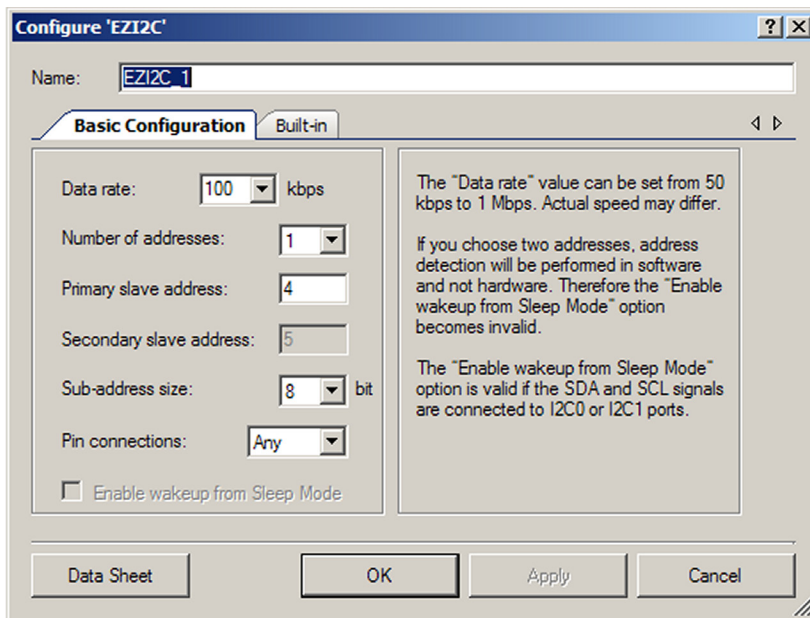 Configure 'EZI2C'
Name: EZI2C_1
Basic Configuration Built-in
Data rate: 100 kbps
Number of addresses: 1
Primary slave address: 4
Secondary slave address: 5
Sub-address size: 8 bit
Pin connections: Any
Enable wakeup from Sleep Mode
The "Data rate" value can be set from 50
kbps to 1 Mbps. Actual speed may differ.
If you choose two addresses, address
detection will be performed in software
and not hardware. Therefore the "Enable
wakeup from Sleep Mode" option
becomes invalid.
The "Enable wakeup from Sleep Mode"
option is valid if the SDA and SCL signals
are connected to I2C0 or I2C1 ports.
Data Sheet OK Apply Cancel